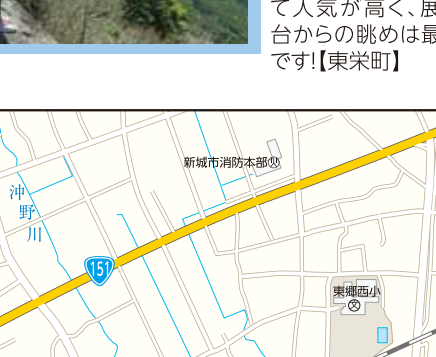 て人気が高く、展
台からの眺めは最
です!【東栄町】
新城市消防本部
沖野川
151
東郷西小
文